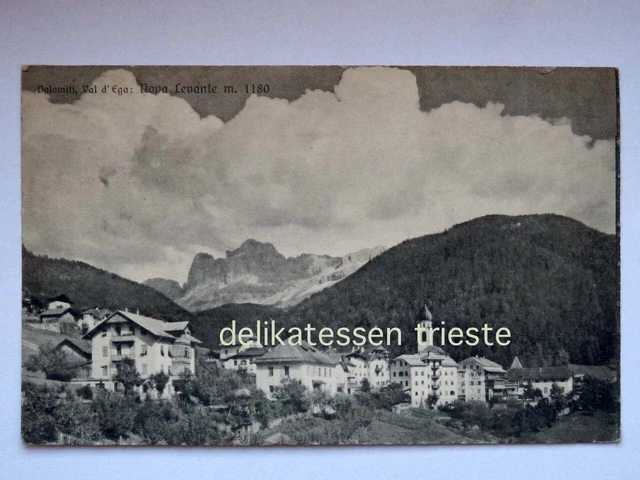 Dolomiti, Val d'Ega: Nova Levante m. 1180
delikatessen trieste